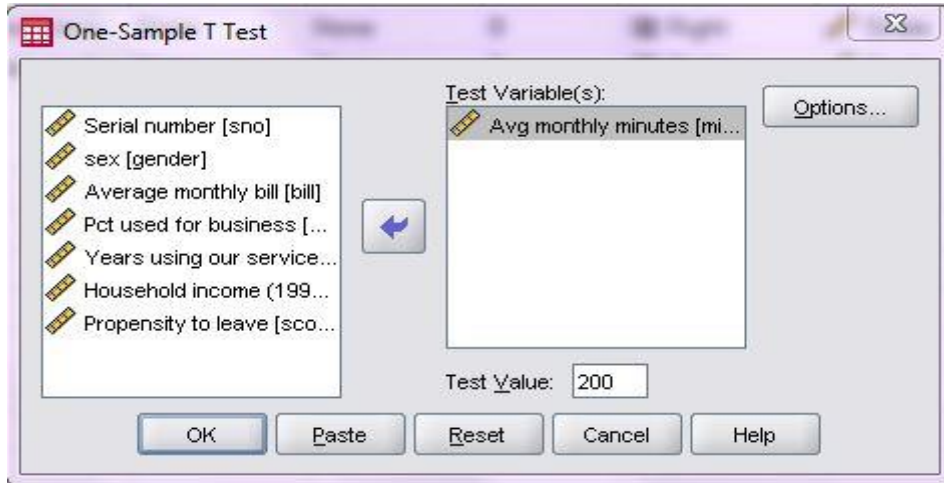 One-Sample T Test
Serial number [sno]
sex [gender]
Average monthly bill [bill]
Pct used for business [...
Years using our service...
Household income (199...
Propensity to leave [sco...
Test Variable(s):
Avg monthly minutes [mi...
Options...
Test Value: 200
OK Paste Reset Cancel Help